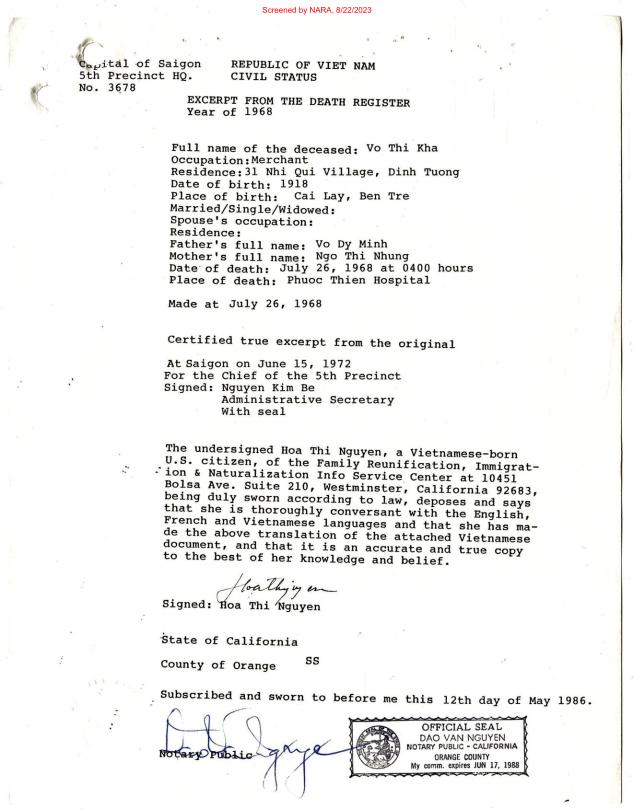 Screened by NARA, 8/22/2023
Capital of Saigon REPUBLIC OF VIET NAM
5th Precinct HQ. CIVIL STATUS
No. 3678
EXCERPT FROM THE DEATH REGISTER
Year of 1968
Full name of the deceased: Vo Thi Kha
Occupation:Merchant
Residence:31 Nhi Qui Village, Dinh Tuong
Date of birth: 1918
Place of birth: Cai Lay, Ben Tre
Married/Single/Widowed:
Spouse's occupation:
Residence:
Father's full name: Vo Dy Minh
Mother's full name: Ngo Thi Nhung
Date of death: July 26, 1968 at 0400 hours
Place of death: Phuoc Thien Hospital
Made at July 26, 1968
Certified true excerpt from the original
At Saigon on June 15, 1972
For the Chief of the 5th Precinct
Signed: Nguyen Kim Be
Administrative Secretary
With seal
The undersigned Hoa Thi Nguyen, a Vietnamese-born
U.S. citizen, of the Family Reunification, Immigrat-
ion & Naturalization Info Service Center at 10451
Bolsa Ave. Suite 210, Westminster, California 92683,
being duly sworn according to law, deposes and says
that she is thoroughly conversant with the English,
French and Vietnamese languages and that she has ma-
de the above translation of the attached Vietnamese
document, and that it is an accurate and true copy
to the best of her knowledge and belief.
Signed: Hoa Thi Nguyen
State of California
County of Orange SS
Subscribed and sworn to before me this 12th day of May 1986.
Notary Public
OFFICIAL SEAL
DAO VAN NGUYEN
NOTARY PUBLIC - CALIFORNIA
ORANGE COUNTY
My comm. expires JUN 17, 1988